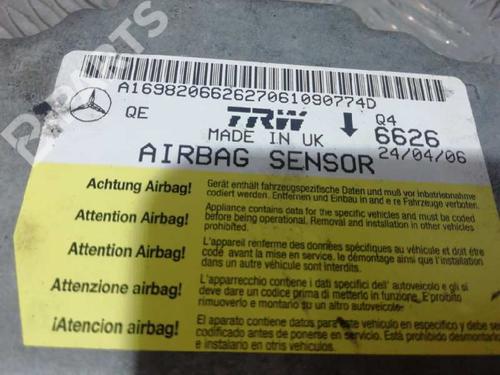 A1698206626270610907​74D
QE
TRW
Q4
MADE IN UK
6626
AIRBAG SENSOR
24/04/06
Achtung Airbag!
Gerät enthält fahrzeugspezifische Daten und muß vor inbetriebnahme
codiert werden. Entfernen und Einbau in and e re Fahrzeuge verboten.
Attention Airbag!
Appliance contains data for the specific vehicles and must be coded
before being operational. Removal and installation in other vehicles
prohibited.
Attention Airbag!
L'appareil renferme des données spécifiques au véhicule et doit être
codé avant la mise en service. le démontage ainsi que l'installation
dans un autre véhicule sont interdits.
Attenzione airbag!
L'apparecchio contiene i dati specifici dell' autoveicolo e gli si
deve dare un codice prima di metterlo in funzione. E'proibito
rimuoverlo e montarlo su altri autoveicolo.
¡Atencion airbag!
El aparato contiene datos para este vehículo en especifico y debe ser
codificado antes de ponerse en servicio. Está prohibido desmontarlo
e instalarlo en otros vehículos.